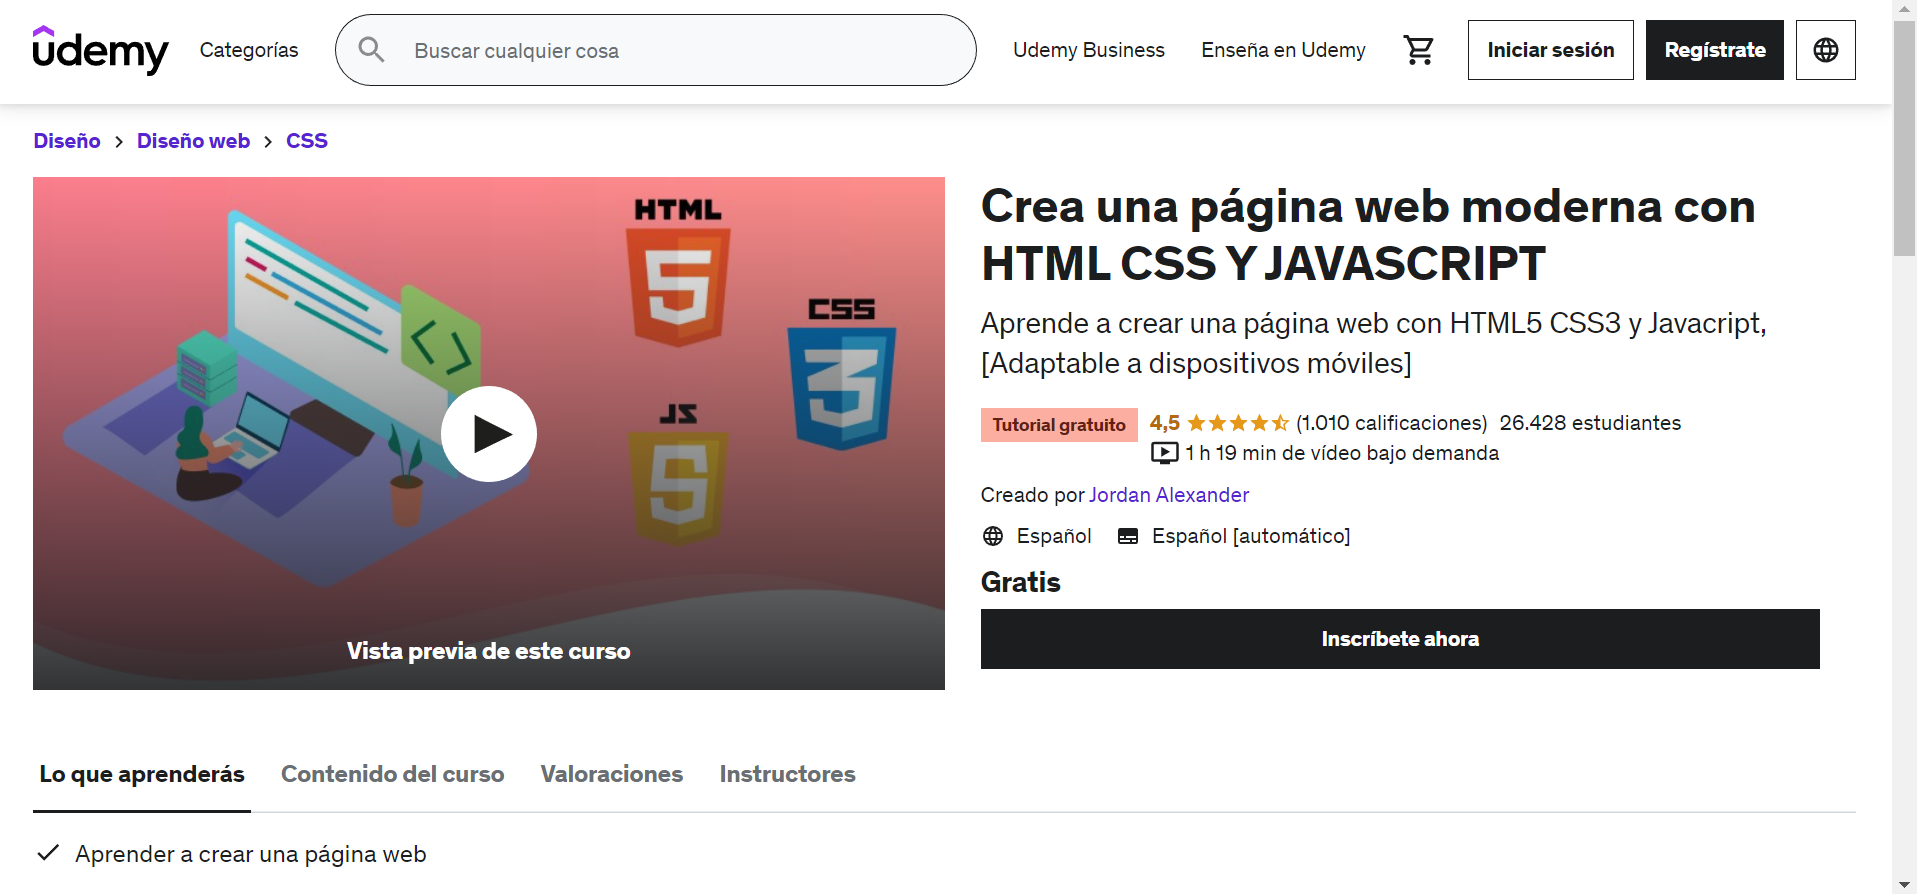 udemy
Categorías
Buscar cualquier cosa
Udemy Business
Enseña en Udemy
Iniciar sesión
Regístrate
Diseño
Diseño web
CSS
HTML
5
CSS
3
JS
5
Vista previa de este curso
Crea una página web moderna con
HTML CSS Y JAVASCRIPT
Aprende a crear una página web con HTML5 CSS3 y Javacript,
[Adaptable a dispositivos móviles]
Tutorial gratuito
4,5
(1.010 calificaciones)
26.428 estudiantes
1 h 19 min de vídeo bajo demanda
Creado por Jordan Alexander
Español
Español [automático]
Gratis
Inscríbete ahora
Lo que aprenderás
Contenido del curso
Valoraciones
Instructores
Aprender a crear una página web